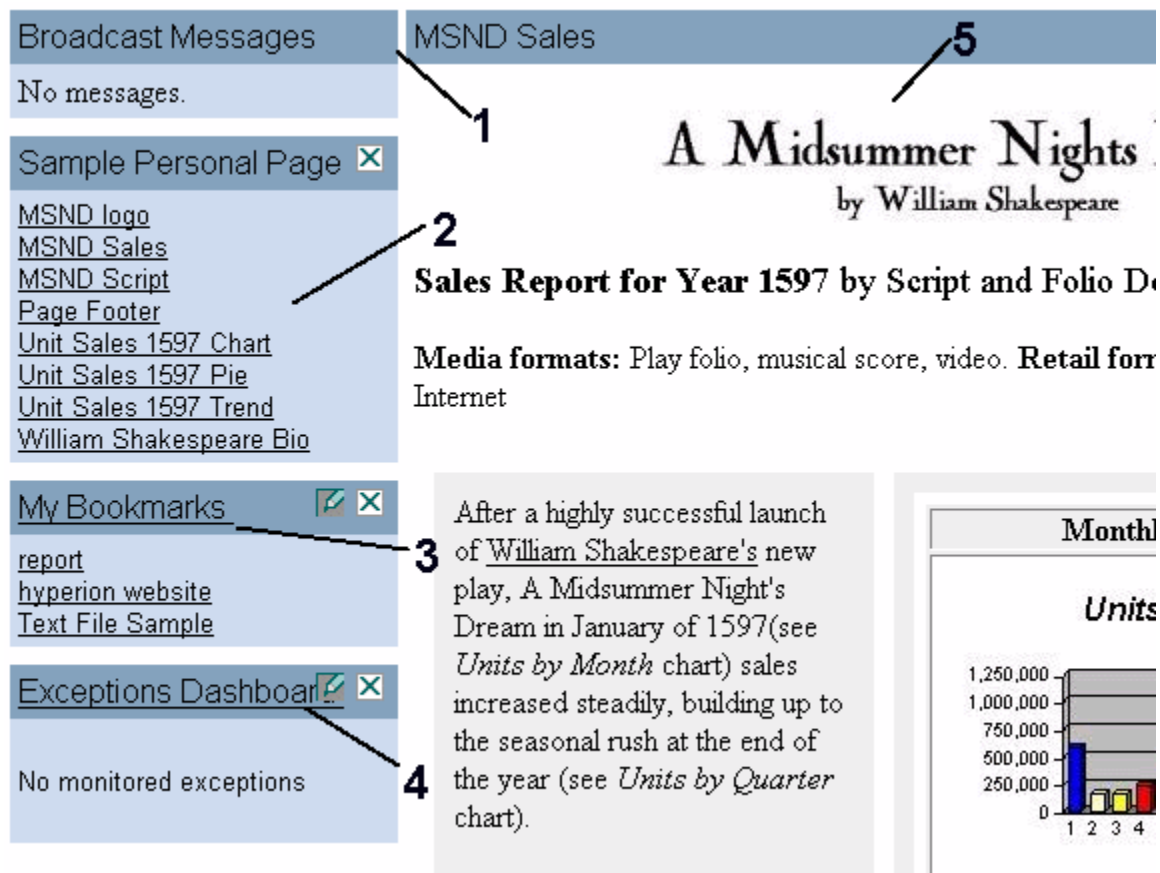 Broadcast Messages
No messages.
1
Sample Personal Page
MSND logo
MSND Sales
MSND Script
Page Footer
Unit Sales 1597 Chart
Unit Sales 1597 Pie
Unit Sales 1597 Trend
William Shakespeare Bio
2
My Bookmarks
report
hyperion website
Text File Sample
3
Exceptions
No monitored exceptions
4
MSND Sales
5
A Midsummer Nights
by William Shakespeare
Sales Report for Year 1597 by Script and Folio
Media formats: Play folio, musical score, video. Retail
Internet
After a highly successful launch
of William Shakespeare's new
play, A Midsummer Night's
Dream in January of 1597(see
Units by Month chart) sales
increased steadily, building up to
the seasonal rush at the end of
the year (see Units by Quarter
chart).
Units
1,250,000
1,000,000
750,000
500,000
250,000
0
1 2 3 4